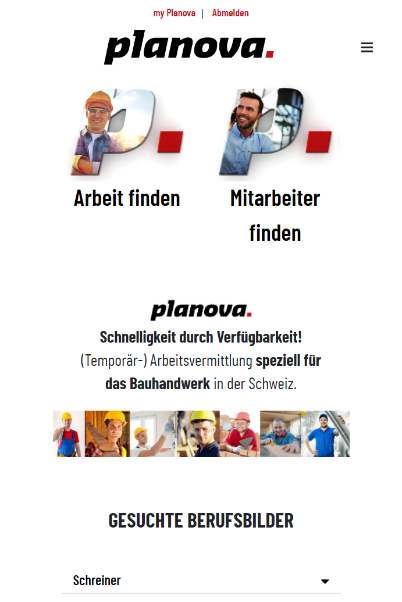 my Planova | Abmelden
planova.
p. p.
Arbeit finden
Mitarbeiter
finden
planova.
Schnelligkeit durch Verfügbarkeit!
(Temporär-) Arbeitsvermittlung speziell für
das Bauhandwerk in der Schweiz.
GESUCHTE BERUFSBILDER
Schreiner